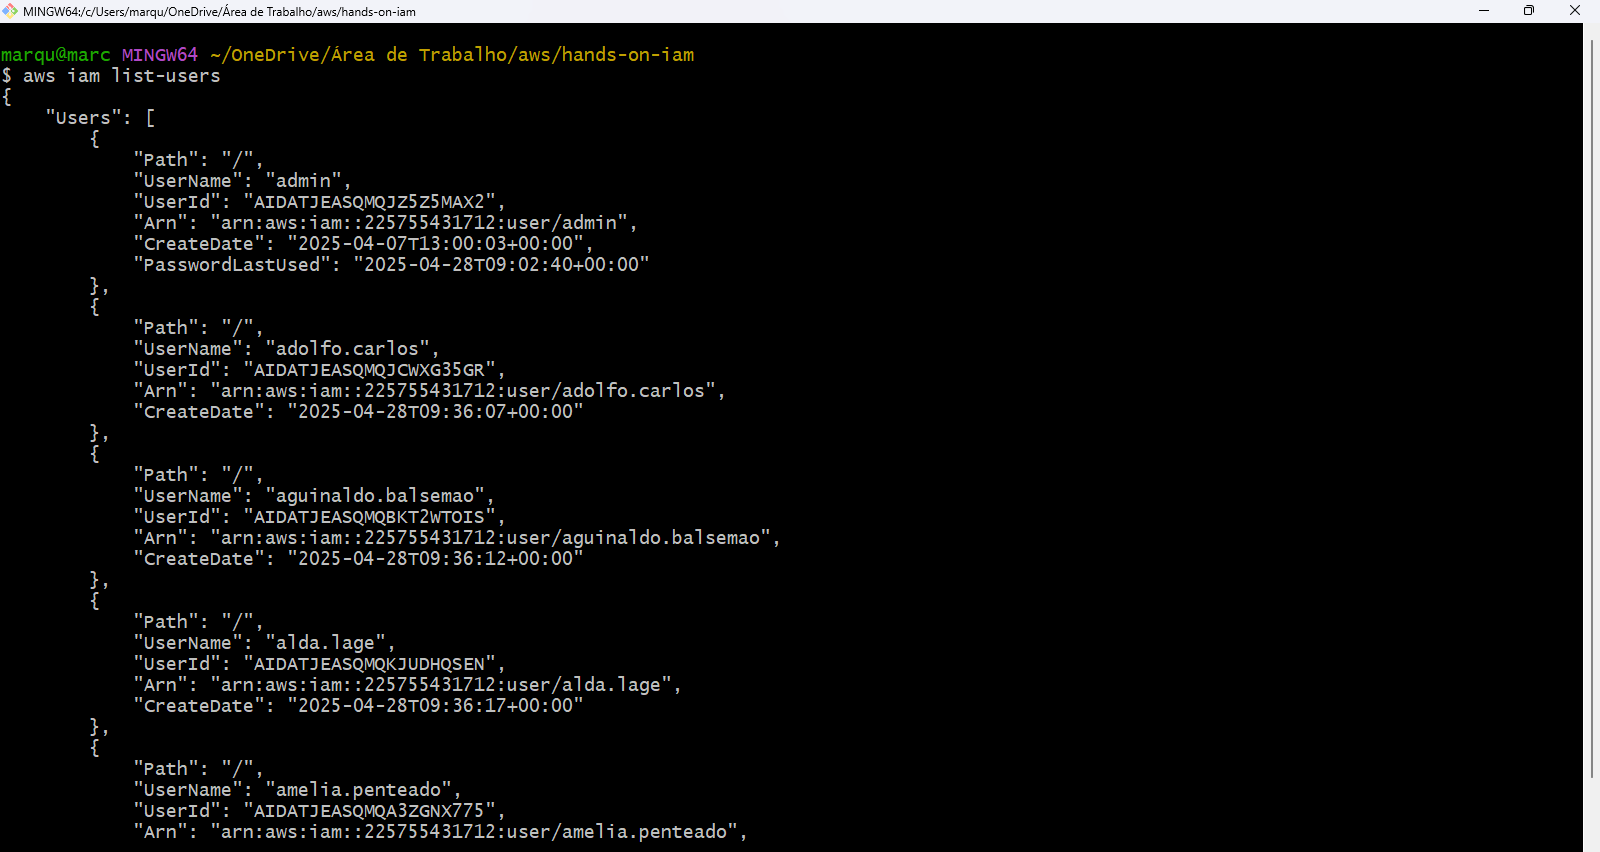 MINGW64:/c/Users/marqu/OneDrive/Área de Trabalho/aws/hands-on-iam
marqu@marc MINGW64 ~/OneDrive/Área de Trabalho/aws/hands-on-iam
$ aws iam list-users
{
    "Users": [
        {
            "Path": "/",
            "UserName": "admin",
            "UserId": "AIDATJEASQMQJZ5Z5MAX2",
            "Arn": "arn:aws:iam::225755431712:user/admin",
            "CreateDate": "2025-04-07T13:00:03+00:00",
            "PasswordLastUsed": "2025-04-28T09:02:40+00:00"
        },
        {
            "Path": "/",
            "UserName": "adolfo.carlos",
            "UserId": "AIDATJEASQMQJCWXG35GR",
            "Arn": "arn:aws:iam::225755431712:user/adolfo.carlos",
            "CreateDate": "2025-04-28T09:36:07+00:00"
        },
        {
            "Path": "/",
            "UserName": "aguinaldo.balsemao",
            "UserId": "AIDATJEASQMQBKT2WTOIS",
            "Arn": "arn:aws:iam::225755431712:user/aguinaldo.balsemao",
            "CreateDate": "2025-04-28T09:36:12+00:00"
        },
        {
            "Path": "/",
            "UserName": "alda.lage",
            "UserId": "AIDATJEASQMQKJUDHQSEN",
            "Arn": "arn:aws:iam::225755431712:user/alda.lage",
            "CreateDate": "2025-04-28T09:36:17+00:00"
        },
        {
            "Path": "/",
            "UserName": "amelia.penteado",
            "UserId": "AIDATJEASQMQA3ZGNX775",
            "Arn": "arn:aws:iam::225755431712:user/amelia.penteado",